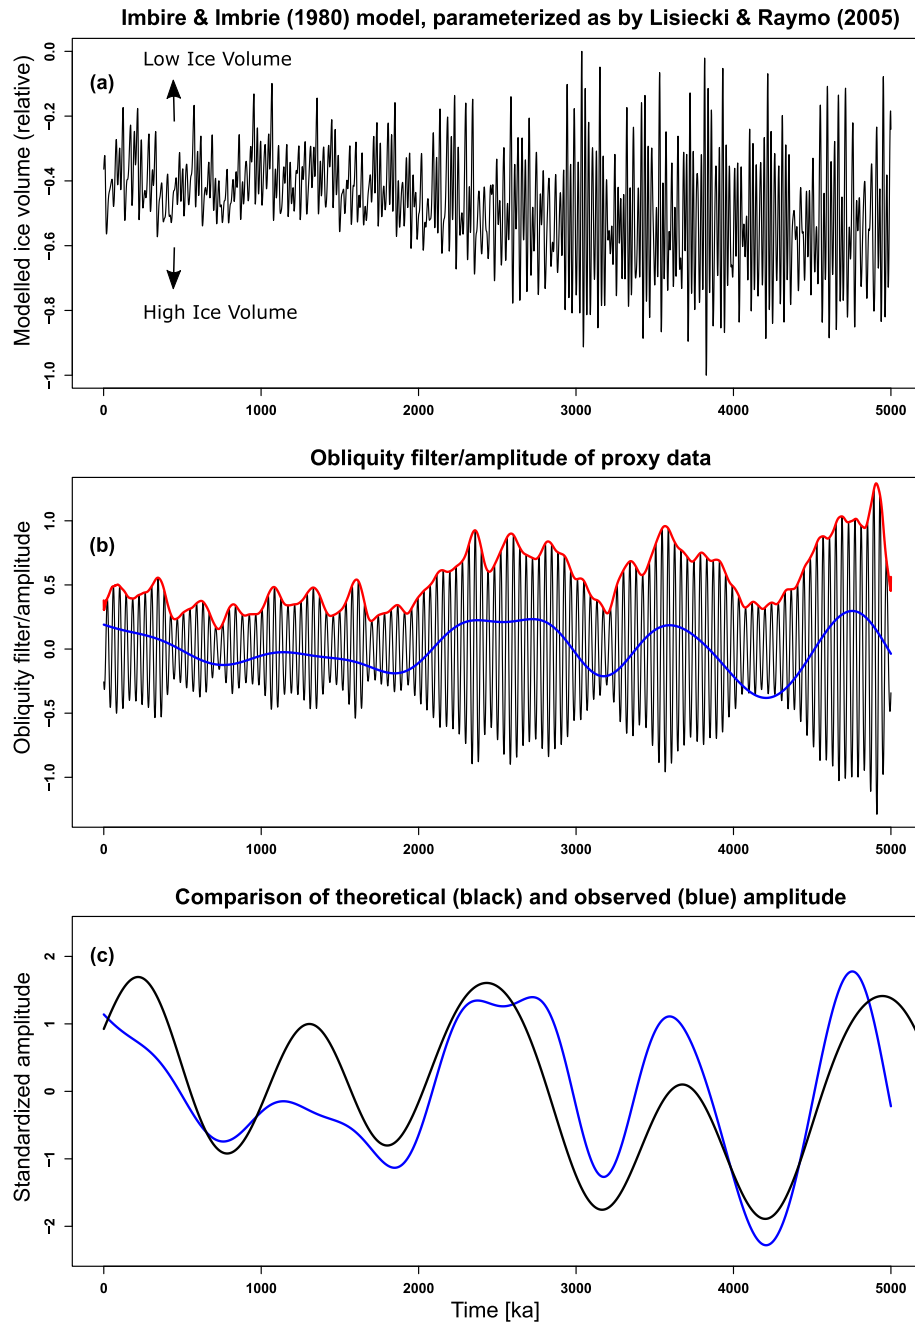 Imbire & Imbrie (1980) model, parameterized as by Lisiecki & Raymo (2005)
(a)
Low Ice Volume
High Ice Volume
Modelled ice volume (relative)
0.0
−0.2
−0.4
−0.6
−0.8
−1.0
0 1000 2000 3000 4000 5000
Obliquity filter/amplitude of proxy data
(b)
Obliquity filter/amplitude
1.0
0.5
0.0
−0.5
−1.0
0 1000 2000 3000 4000 5000
Comparison of theoretical (black) and observed (blue) amplitude
(c)
Standardized amplitude
2
1
0
−1
−2
0 1000 2000 3000 4000 5000
Time [ka]